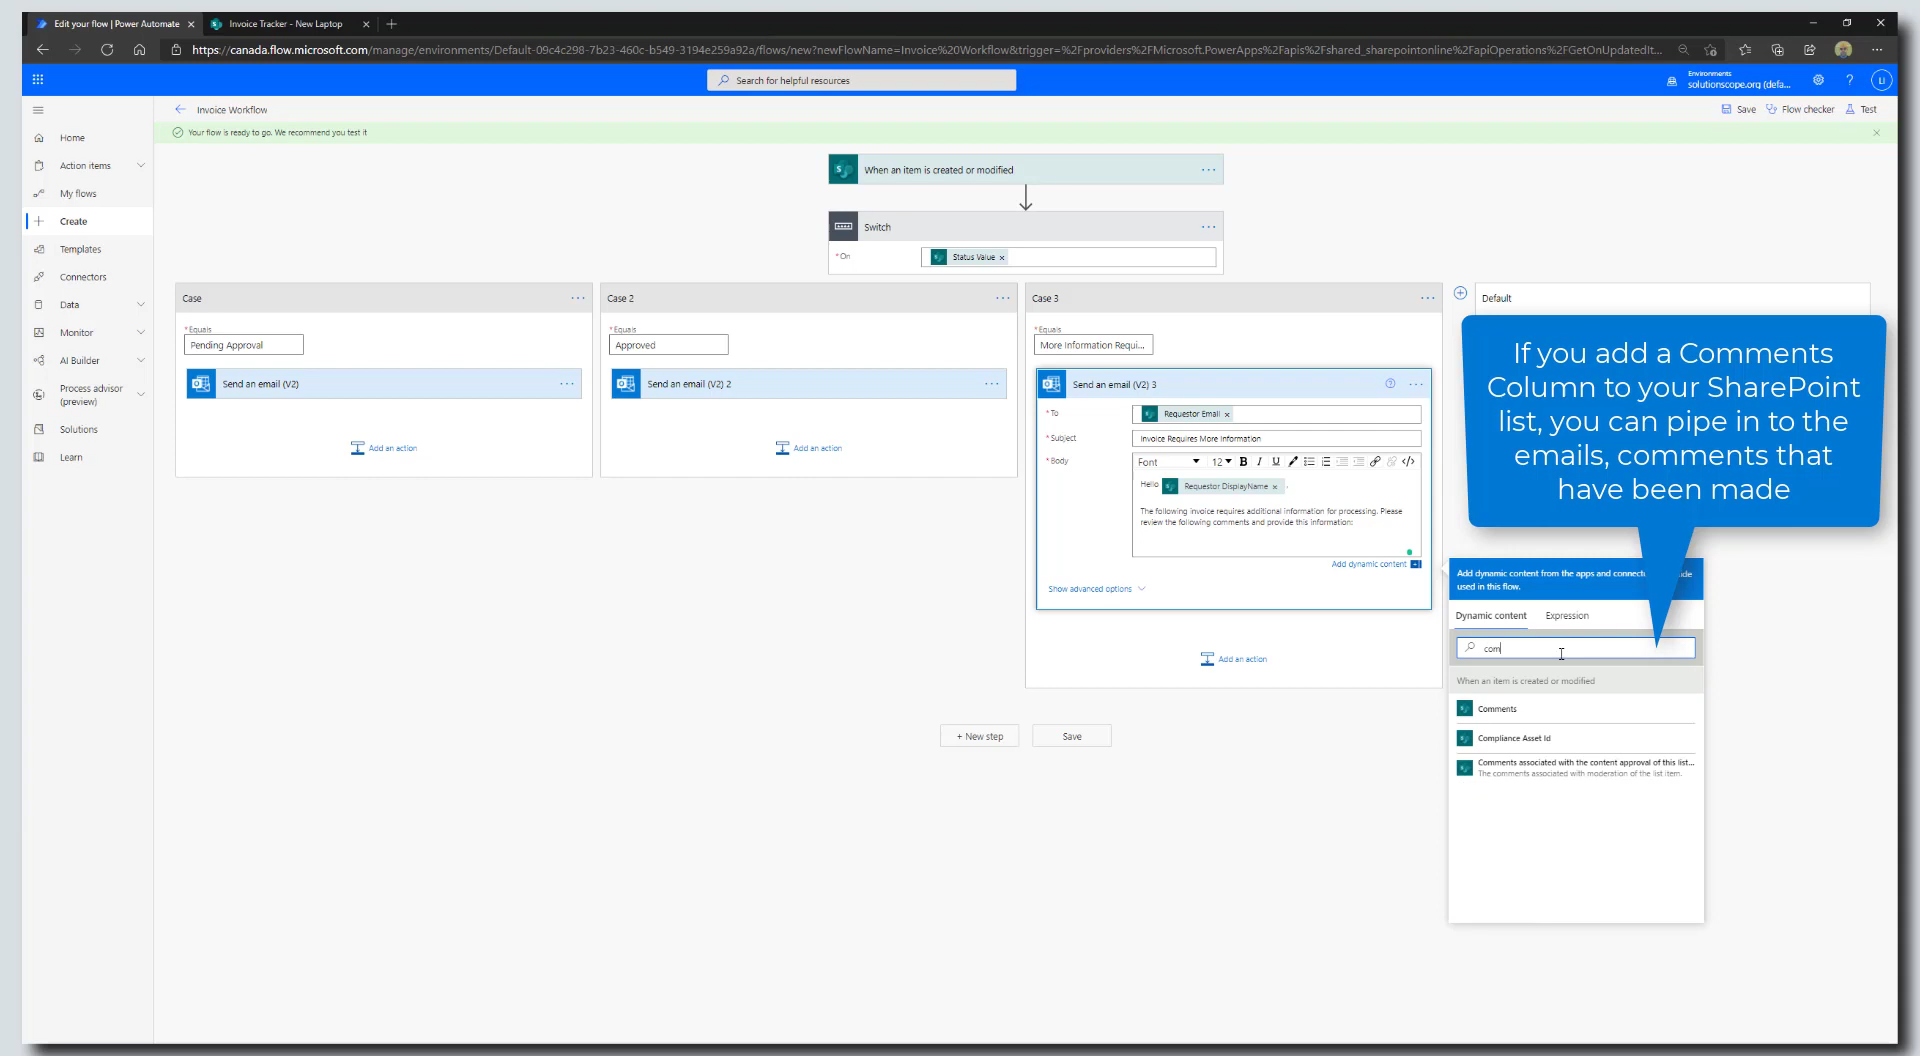 Edit your flow | Power Automate
Invoice Tracker - New Laptop
https://canada.flow.microsoft.com/manage/environments/Default-09c4c298-7b23-460c-b549-3194e259a92a/flows/new?newFlowName=Invoice%20Workflow&trigger=%2Fproviders%2FMicrosoft.PowerApps%2Fapis%2Fshared_sharepointonline%2FapiOperations%2FGetOnUpdatedIt...
Search for helpful resources
Environments
solutionscope.org (defa...
LI
Invoice Workflow
Save
Flow checker
Test
Your flow is ready to go. We recommend you test it
Home
Action items
My flows
Create
Templates
Connectors
Data
Monitor
AI Builder
Process advisor
(preview)
Solutions
Learn
When an item is created or modified
Switch
* On
Status Value
Case
* Equals
Pending Approval
Send an email (V2)
Add an action
Case 2
* Equals
Approved
Send an email (V2) 2
Add an action
Case 3
* Equals
More Information Requi...
Send an email (V2) 3
* To
Requestor Email
* Subject
Invoice Requires More Information
* Body
Font
12
B I U
Hello Requestor DisplayName ,
The following invoice requires additional information for processing. Please
review the following comments and provide this information:
Add dynamic content
Show advanced options
Add an action
+ New step
Save
Default
If you add a Comments
Column to your SharePoint
list, you can pipe in to the
emails, comments that
have been made
Add dynamic content from the apps and connect
used in this flow.
Dynamic content
Expression
com
When an item is created or modified
Comments
Compliance Asset Id
Comments associated with the content approval of this list...
The comments associated with moderation of the list item.